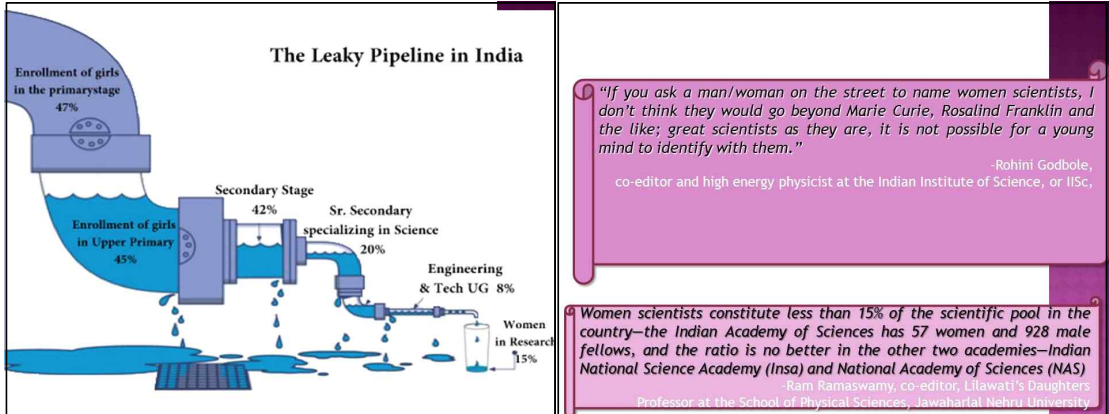 The Leaky Pipeline in India
Enrollment of girls
in the primarystage
47%
Enrollment of girls
in Upper Primary
45%
Secondary Stage
42%
Sr. Secondary
specializing in Science
20%
Engineering
& Tech UG 8%
Women
in Research
15%
“If you ask a man/woman on the street to name women scientists, I
don’t think they would go beyond Marie Curie, Rosalind Franklin and
the like; great scientists as they are, it is not possible for a young
mind to identify with them.”
-Rohini Godbole,
co-editor and high energy physicist at the Indian Institute of Science, or IISc,
Women scientists constitute less than 15% of the scientific pool in the
country—the Indian Academy of Sciences has 57 women and 928 male
fellows, and the ratio is no better in the other two academies—Indian
National Science Academy (Insa) and National Academy of Sciences (NAS)
-Ram Ramaswamy, co-editor, Lilawati’s Daughters
Professor at the School of Physical Sciences, Jawaharlal Nehru University